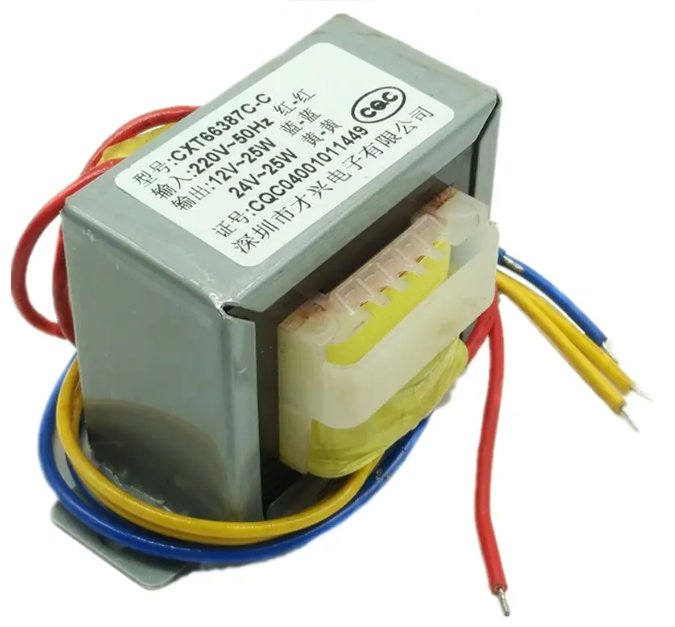 型号:CXT66387C-C
输入:220V~50Hz 红-红
输出:12V~25W 蓝-蓝
24V~25W 黄-黄
证号:CQC04001011449
深圳市才兴电子有限公司
CQC